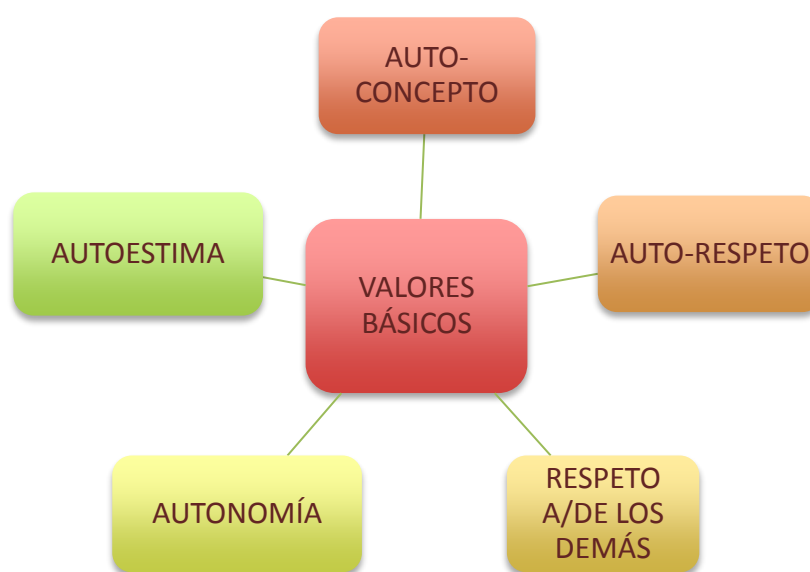 AUTO-
CONCEPTO
AUTOESTIMA
AUTO-RESPETO
VALORES
BÁSICOS
AUTONOMÍA
RESPETO
A/DE LOS
DEMÁS